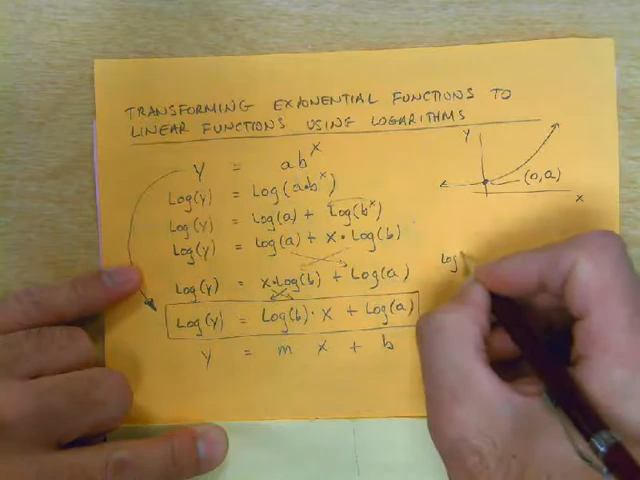 TRANSFORMING EXPONENTIAL FUNCTIONS TO
LINEAR FUNCTIONS USING LOGARITHMS
Y = ab^x
Log(y) = Log(a·b^x)
Log(y) = Log(a) + Log(b^x)
Log(y) = Log(a) + x·Log(b)
Log(y) = x·Log(b) + Log(a)
Log(y) = Log(b)·x + Log(a)
y = m x + b
Y
(0,a)
x
Log